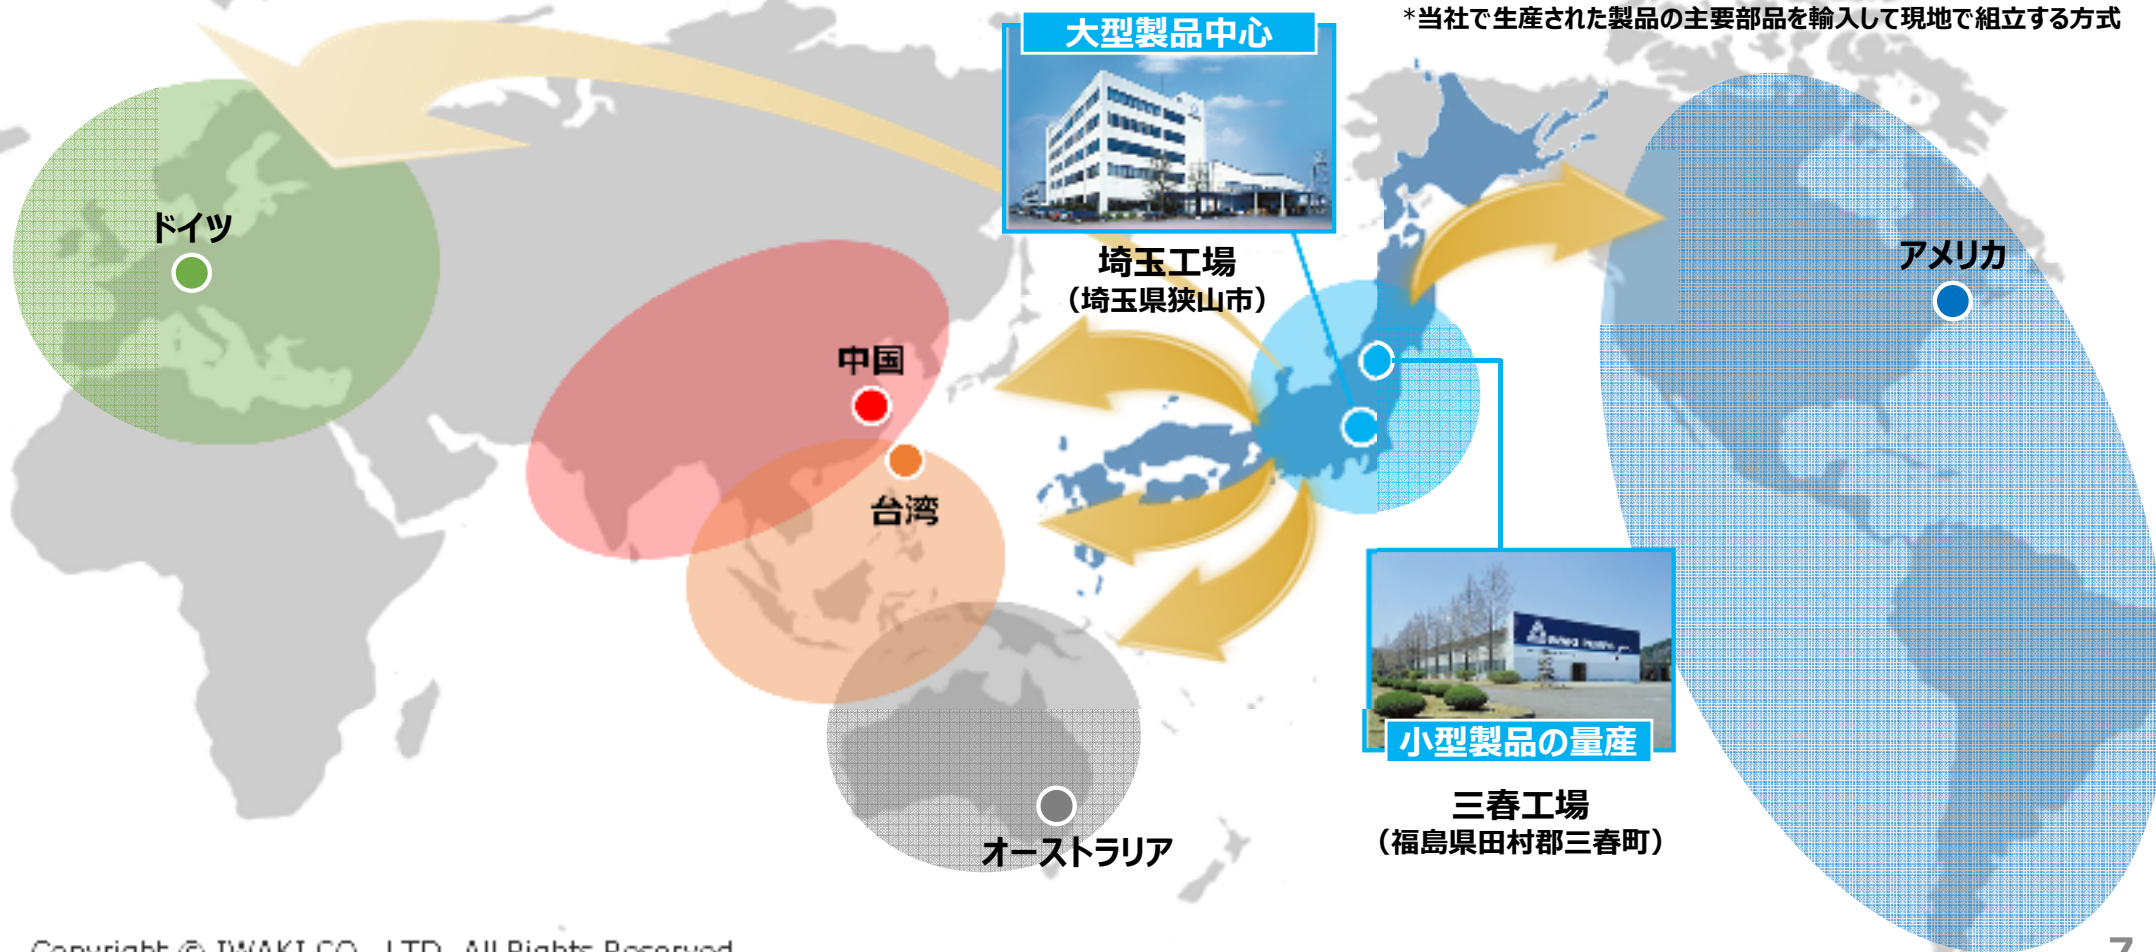 *当社で生産された製品の主要部品を輸入して現地で組立する方式
大型製品中心
埼玉工場
（埼玉県狭山市）
ドイツ
アメリカ
中国
台湾
オーストラリア
小型製品の量産
三春工場
（福島県田村郡三春町）
Copyright © IWAKI CO., LTD. All Rights Reserved
7